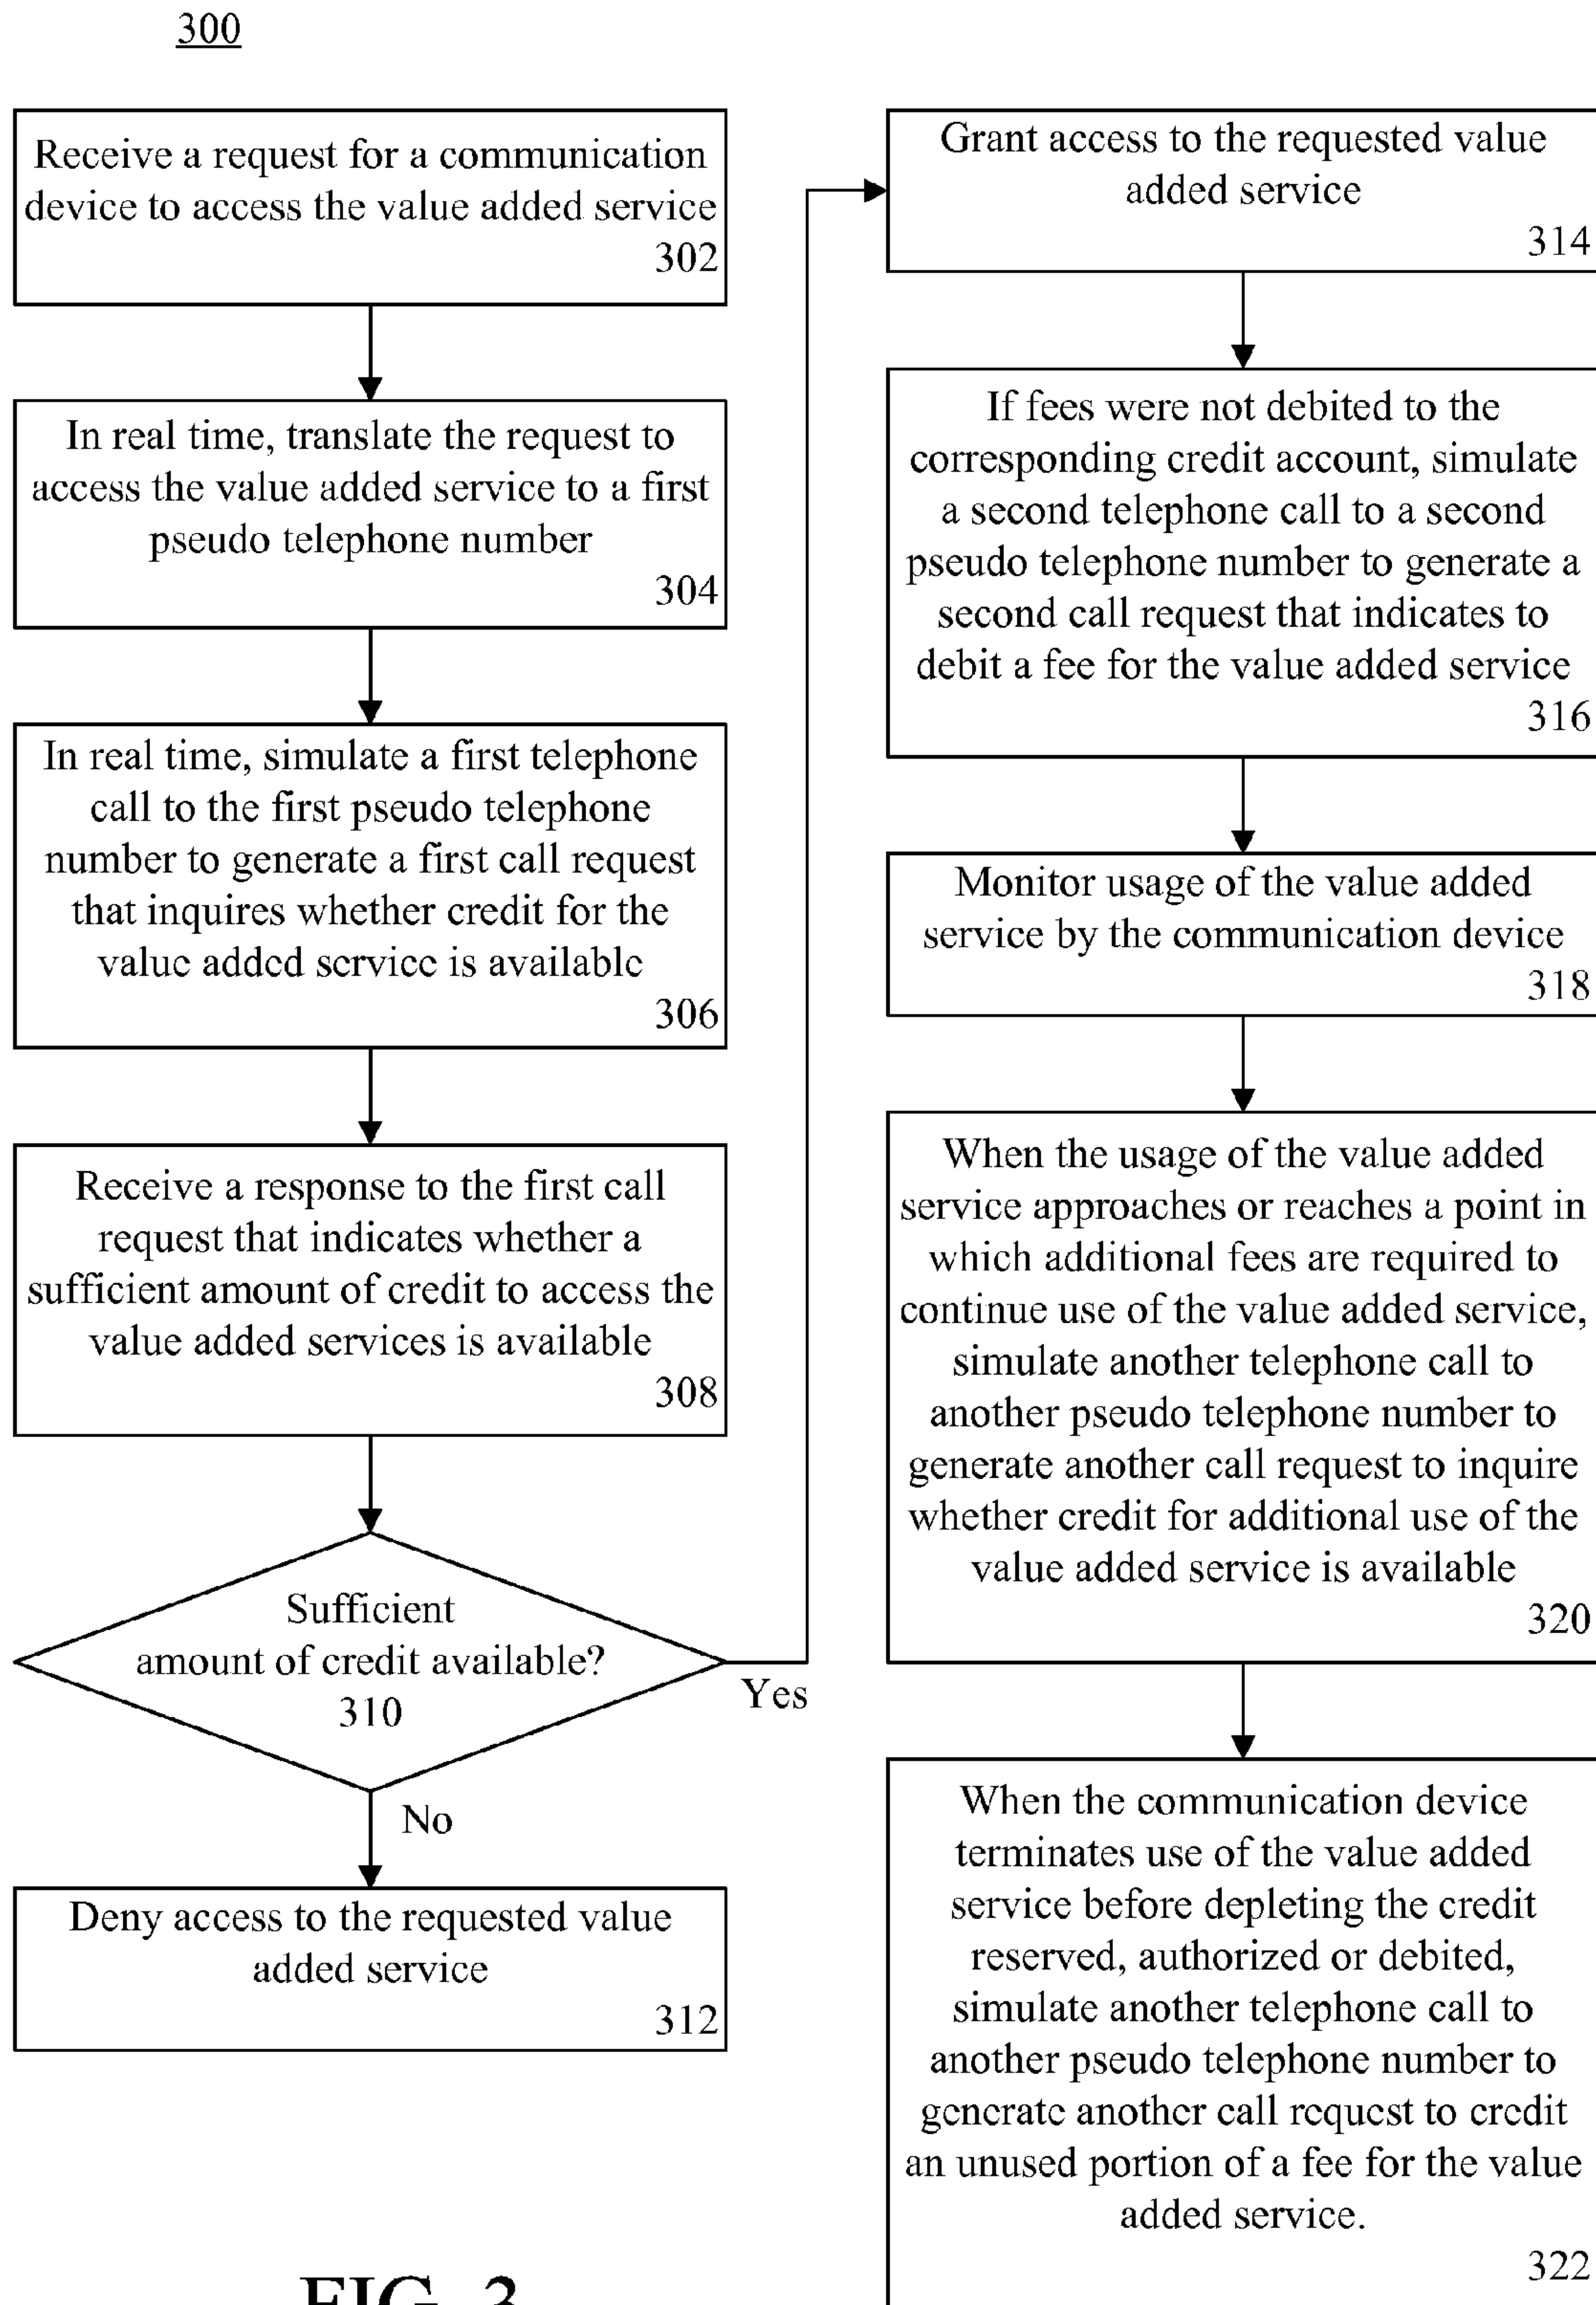 300
Receive a request for a communication
device to access the value added service
302
In real time, translate the request to
access the value added service to a first
pseudo telephone number
304
In real time, simulate a first telephone
call to the first pseudo telephone
number to generate a first call request
that inquires whether credit for the
value added service is available
306
Receive a response to the first call
request that indicates whether a
sufficient amount of credit to access the
value added services is available
308
Sufficient
amount of credit available?
310
Yes
No
Deny access to the requested value
added service
312
Grant access to the requested value
added service
314
If fees were not debited to the
corresponding credit account, simulate
a second telephone call to a second
pseudo telephone number to generate a
second call request that indicates to
debit a fee for the value added service
316
Monitor usage of the value added
service by the communication device
318
When the usage of the value added
service approaches or reaches a point in
which additional fees are required to
continue use of the value added service,
simulate another telephone call to
another pseudo telephone number to
generate another call request to inquire
whether credit for additional use of the
value added service is available
320
When the communication device
terminates use of the value added
service before depleting the credit
reserved, authorized or debited,
simulate another telephone call to
another pseudo telephone number to
generate another call request to credit
an unused portion of a fee for the value
added service.
322
FIG. 3